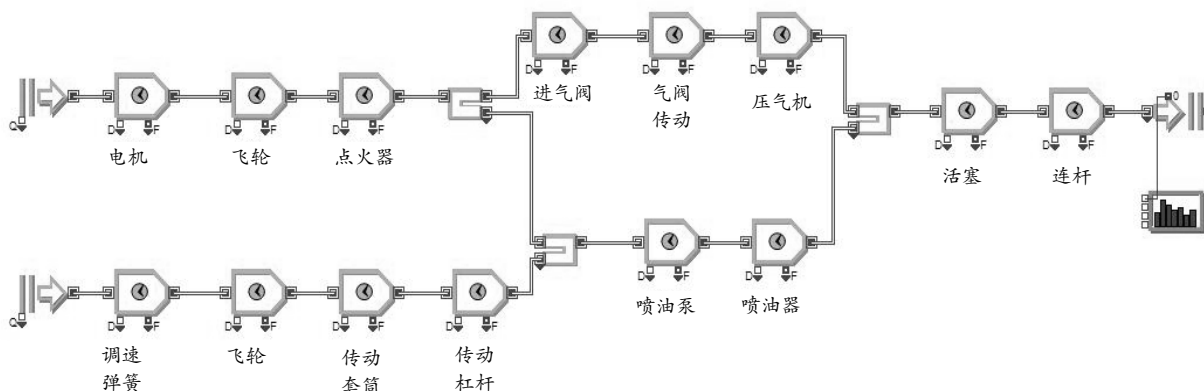 D F
D F
D F
进气阀
气阀
传动
压气机
Q
D F
D F
D F
电机
飞轮
点火器
D F
D F
活塞
连杆
O
D F
D F
喷油泵
喷油器
Q
D F
D F
D F
D F
调速
弹簧
飞轮
传动
套筒
传动
杠杆